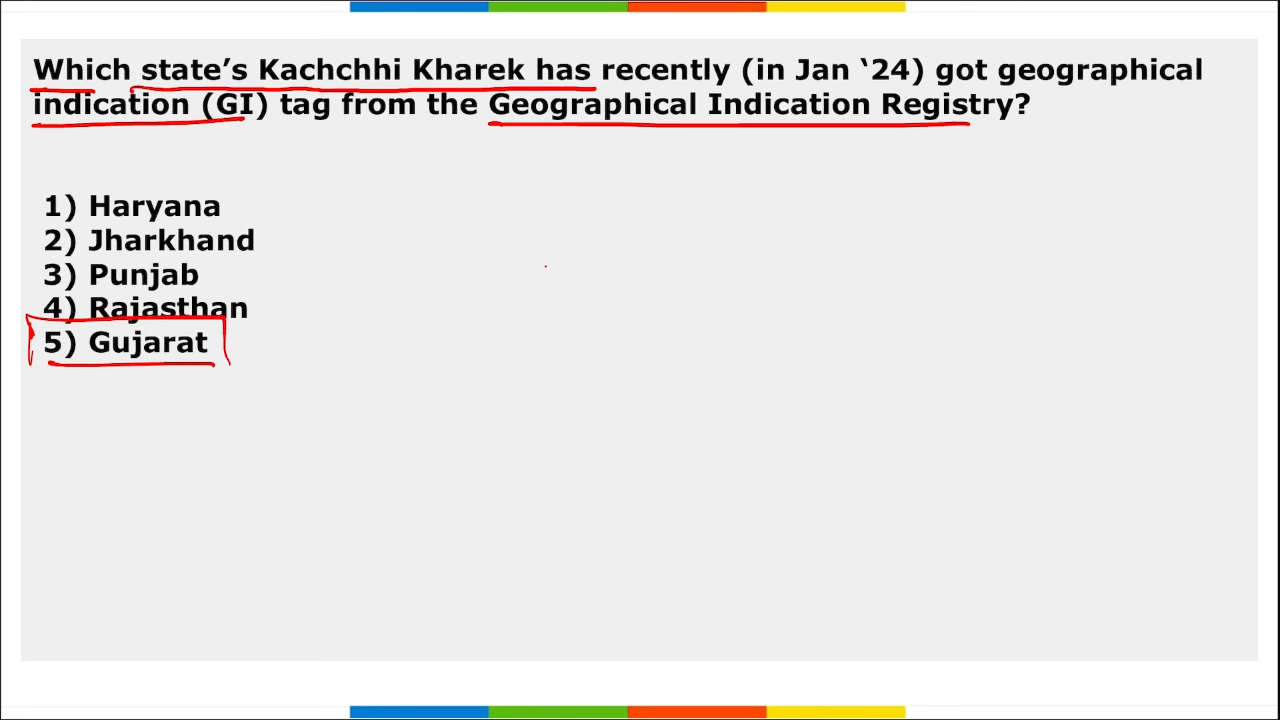 Which state’s Kachchhi Kharek has recently (in Jan ‘24) got geographical
indication (GI) tag from the Geographical Indication Registry?
1) Haryana
2) Jharkhand
3) Punjab
4) Rajasthan
5) Gujarat